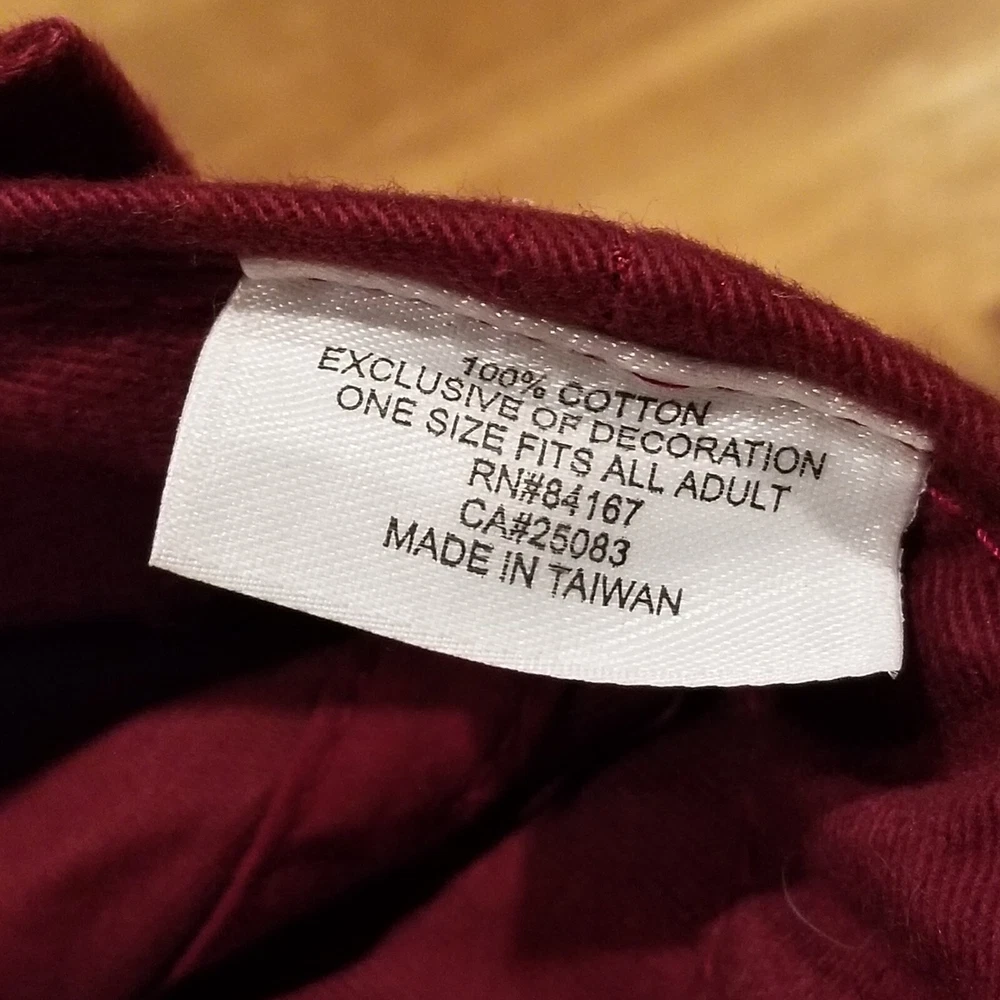 100% COTTON
EXCLUSIVE OF DECORATION
ONE SIZE FITS ALL ADULT
RN#84167
CA#25083
MADE IN TAIWAN